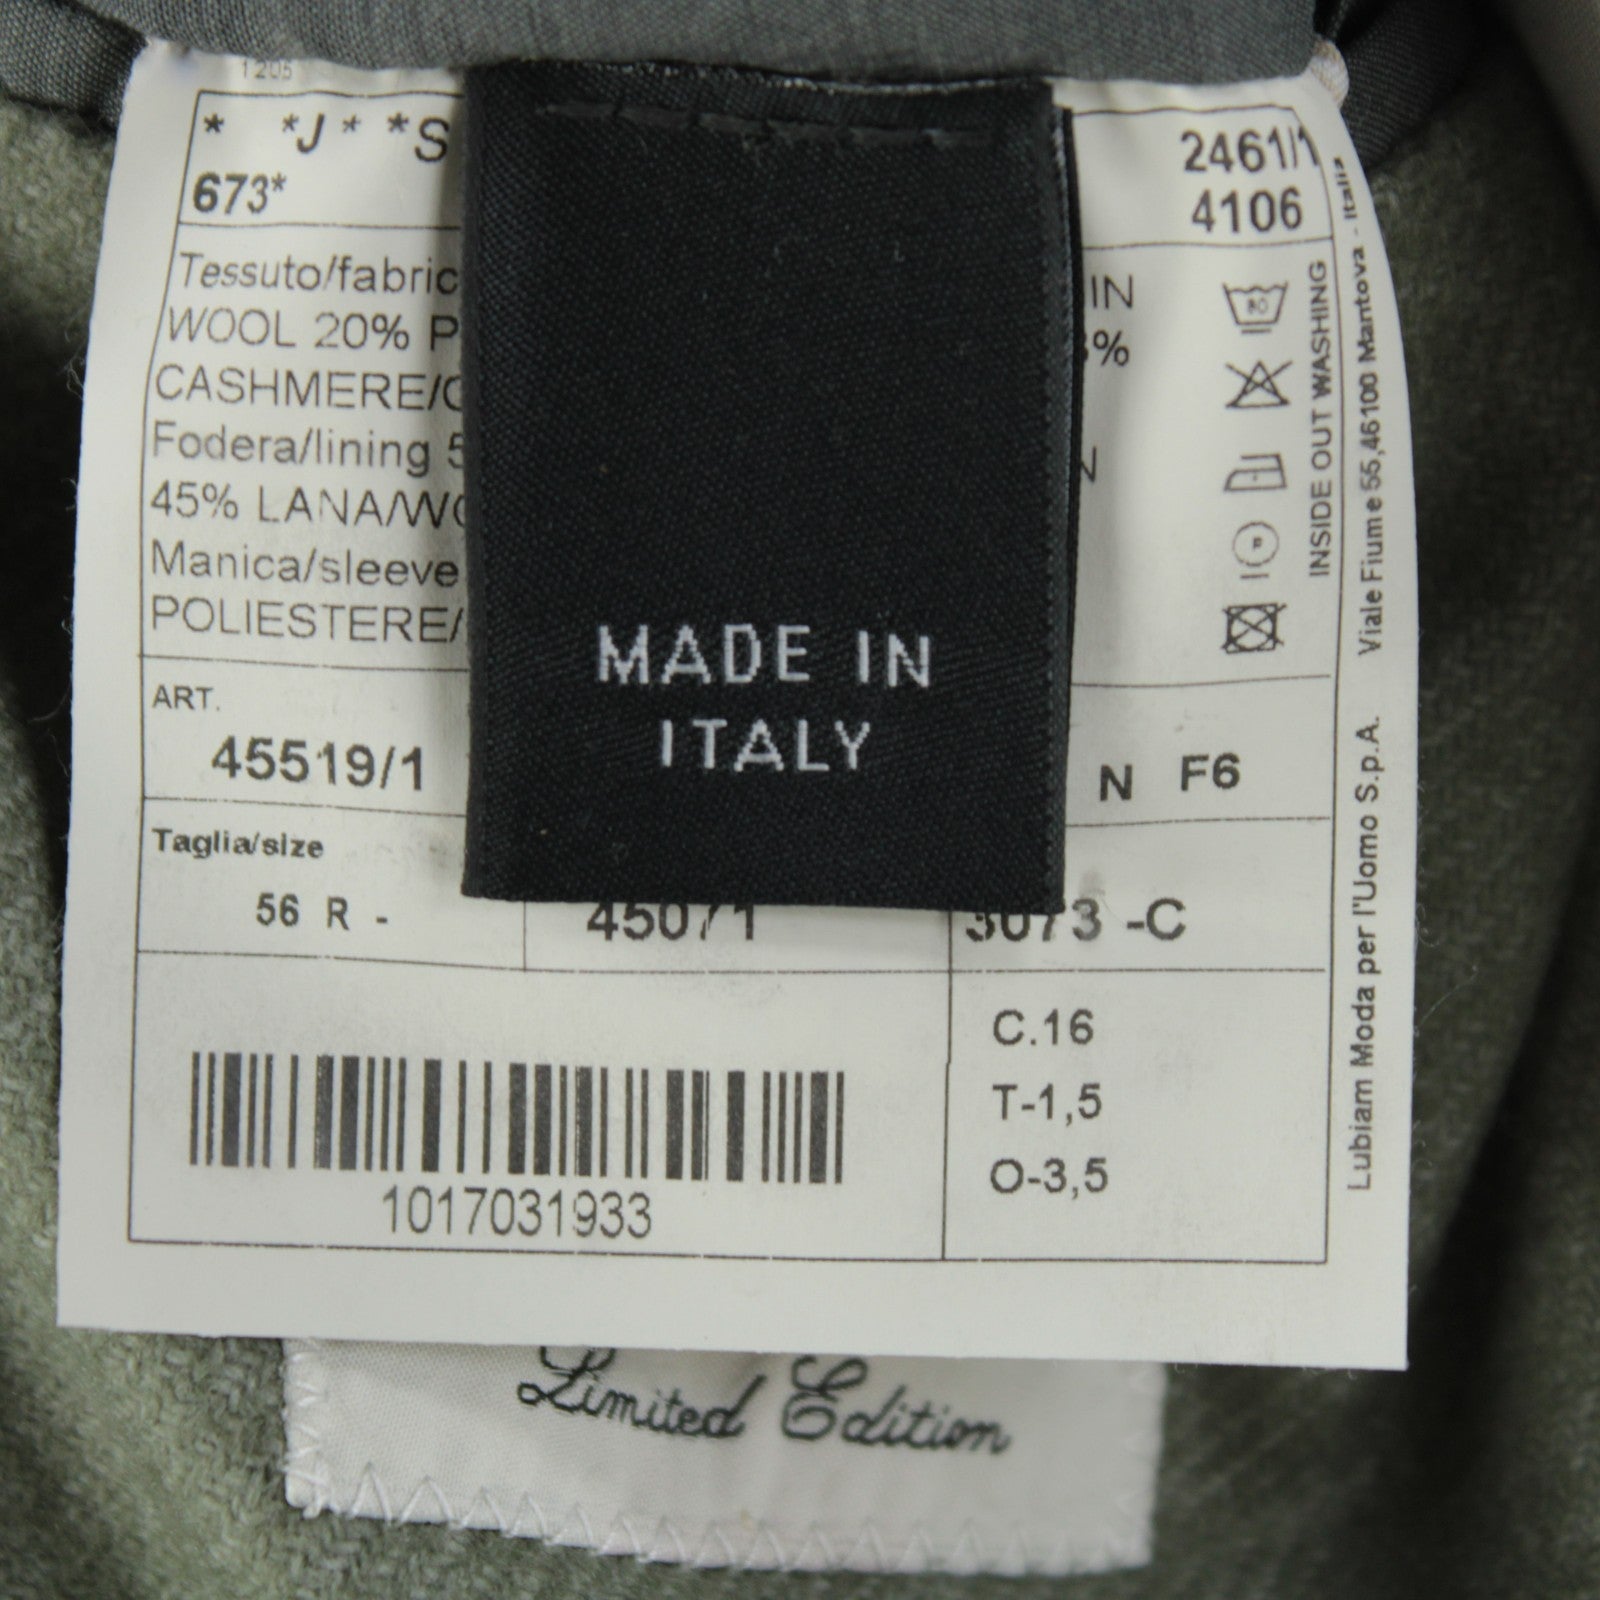 1205
* *J* *S 2461/1
673* 4106
Tessuto/fabric IN
WOOL 20% P %
CASHMERE/C
Fodera/lining 5 N
45% LANA/WO
Manica/sleeve
POLIESTERE/
INSIDE OUT WASHING
MADE IN
ITALY
ART.
45519/1 N F6
Taglia/size
56 R - 450/1 3073 -C
C.16
T-1,5
O-3,5
1017031933
Lubiam Moda per l'Uomo S.p.A. Viale Fiume 55,46100 Mantova - Italia
Limited Edition